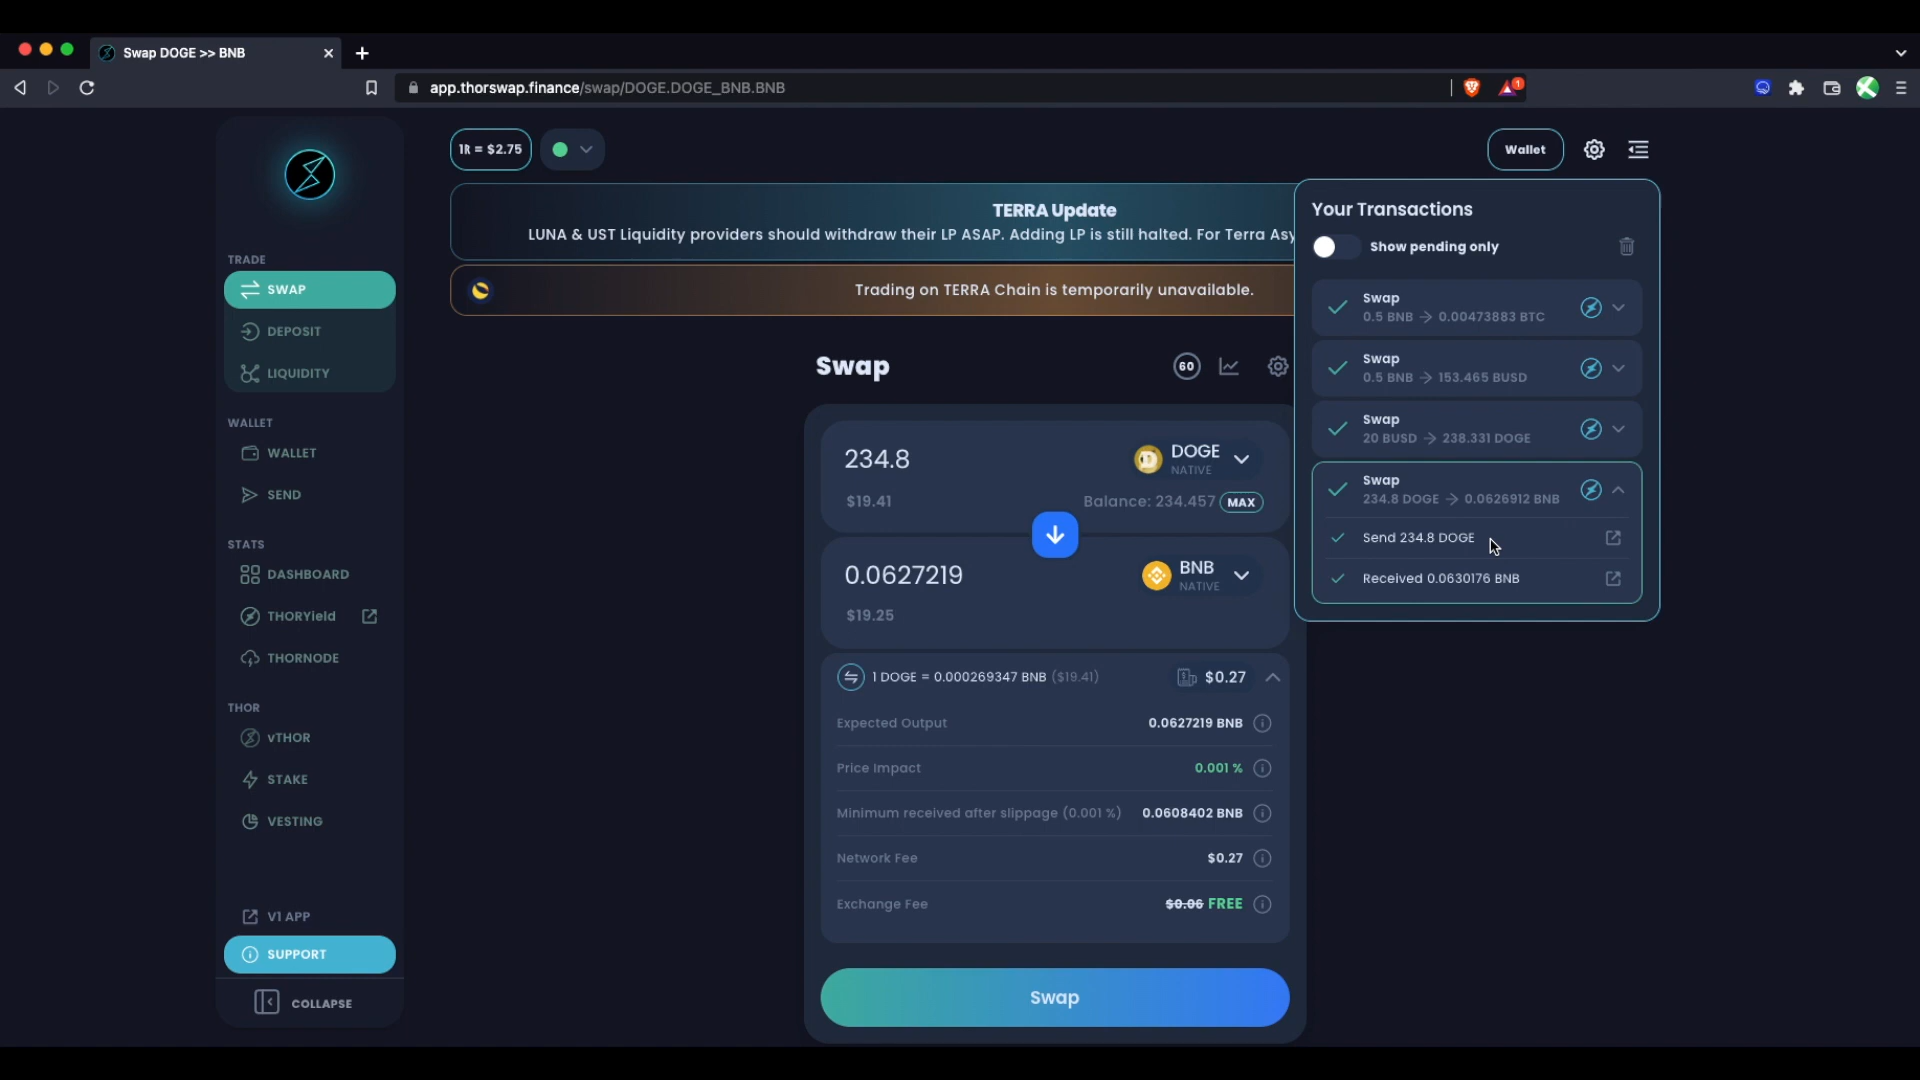 Swap DOGE >> BNB
app.thorswap.finance/swap/DOGE.DOGE_BNB.BNB
1
1R = $2.75
Wallet
TERRA Update
LUNA & UST Liquidity providers should withdraw their LP ASAP. Adding LP is still halted. For Terra Asy
Trading on TERRA Chain is temporarily unavailable.
TRADE
SWAP
DEPOSIT
LIQUIDITY
WALLET
WALLET
SEND
STATS
DASHBOARD
THORYield
THORNODE
THOR
vTHOR
STAKE
VESTING
V1 APP
SUPPORT
COLLAPSE
Swap
60
234.8
DOGE
NATIVE
$19.41
Balance: 234.457 MAX
0.0627219
BNB
NATIVE
$19.25
1 DOGE = 0.000269347 BNB ($19.41)
$0.27
Expected Output
0.0627219 BNB
Price Impact
0.001 %
Minimum received after slippage (0.001 %)
0.0608402 BNB
Network Fee
$0.27
Exchange Fee
$0.06 FREE
Swap
Your Transactions
Show pending only
Swap
0.5 BNB → 0.00473883 BTC
Swap
0.5 BNB → 153.465 BUSD
Swap
20 BUSD → 238.331 DOGE
Swap
234.8 DOGE → 0.0626912 BNB
Send 234.8 DOGE
Received 0.0630176 BNB